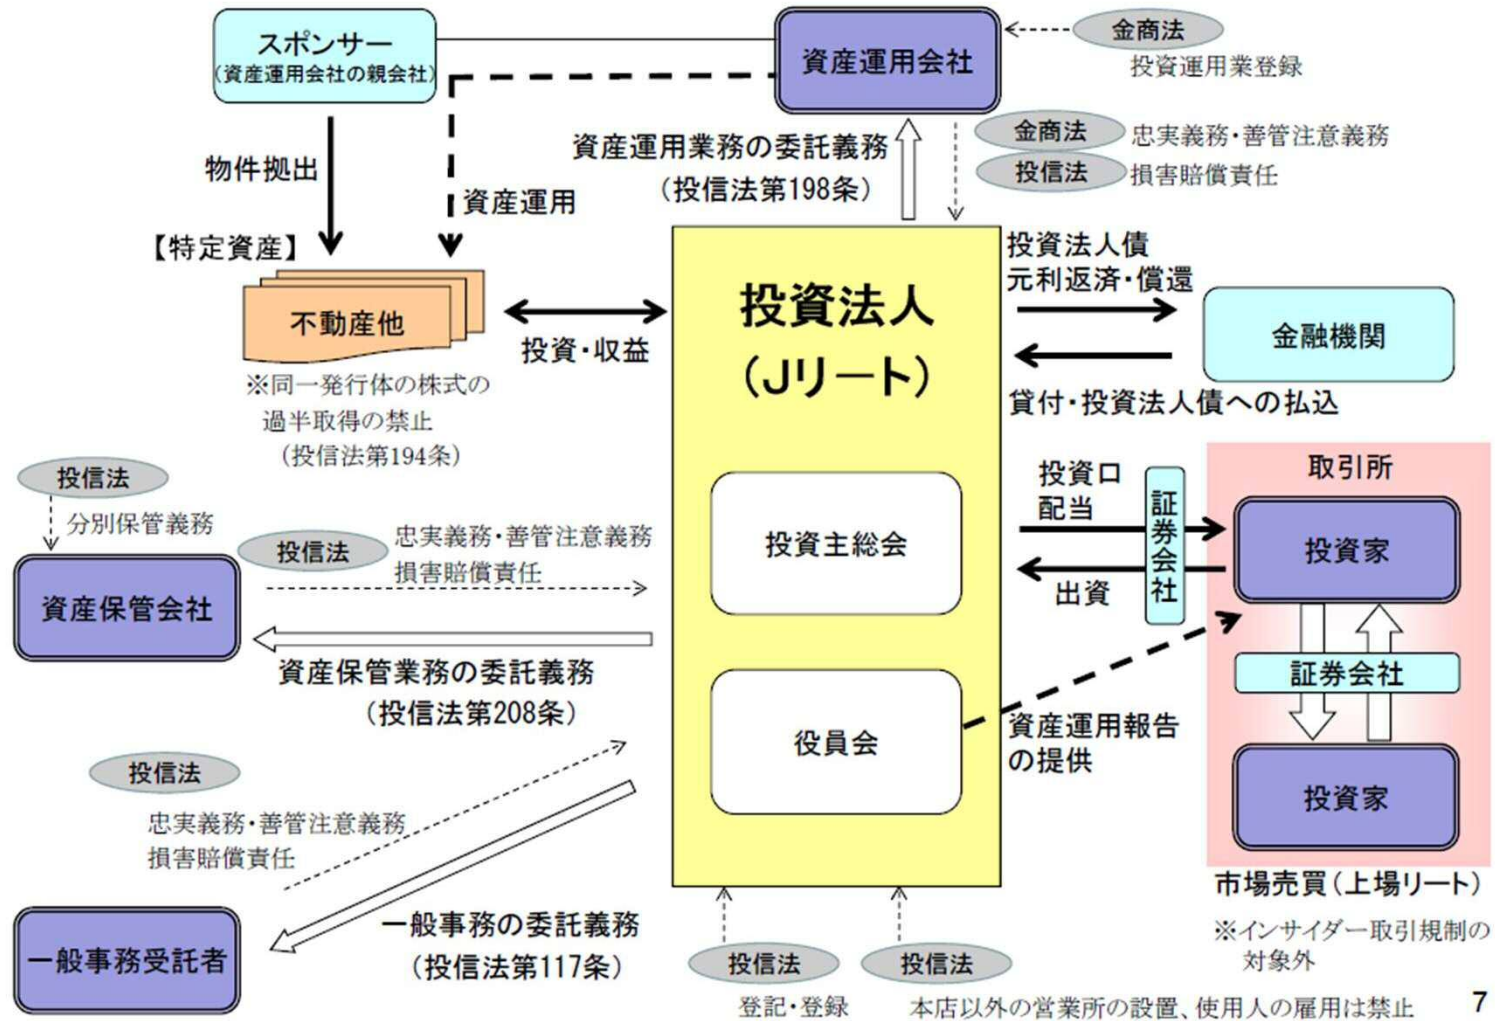 スポンサー
(資産運用会社の親会社)
資産運用会社
金商法
投資運用業登録
金商法
忠実義務・善管注意義務
投信法
損害賠償責任
資産運用業務の委託義務
(投信法第198条)
物件拠出
資産運用
【特定資産】
不動産他
投資・収益
※同一発行体の株式の
過半取得の禁止
(投信法第194条)
投資法人
(Jリート)
投資主総会
役員会
投資法人債
元利返済・償還
金融機関
貸付・投資法人債への払込
取引所
投資口
配当
証券会社
投資家
出資
証券会社
資産運用報告
の提供
投資家
市場売買(上場リート)
※インサイダー取引規制の
対象外
投信法
分別保管義務
投信法
忠実義務・善管注意義務
損害賠償責任
資産保管会社
資産保管業務の委託義務
(投信法第208条)
投信法
忠実義務・善管注意義務
損害賠償責任
一般事務の委託義務
(投信法第117条)
一般事務受託者
投信法
登記・登録
投信法
本店以外の営業所の設置、使用人の雇用は禁止
7